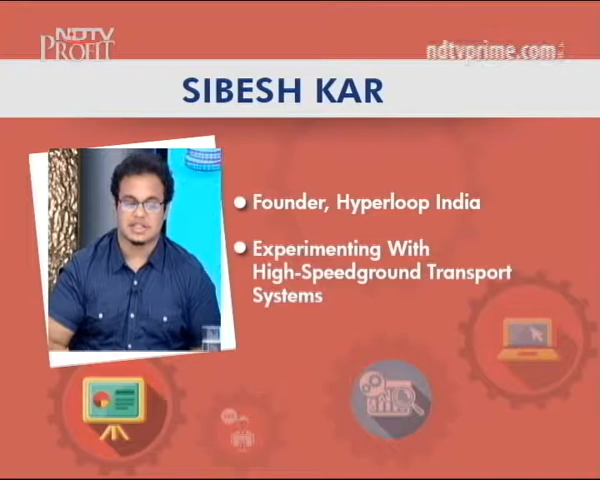 NDTV
PROFIT
ndtvprime.com
SIBESH KAR
Founder, Hyperloop India
Experimenting With
High-Speedground Transport
Systems